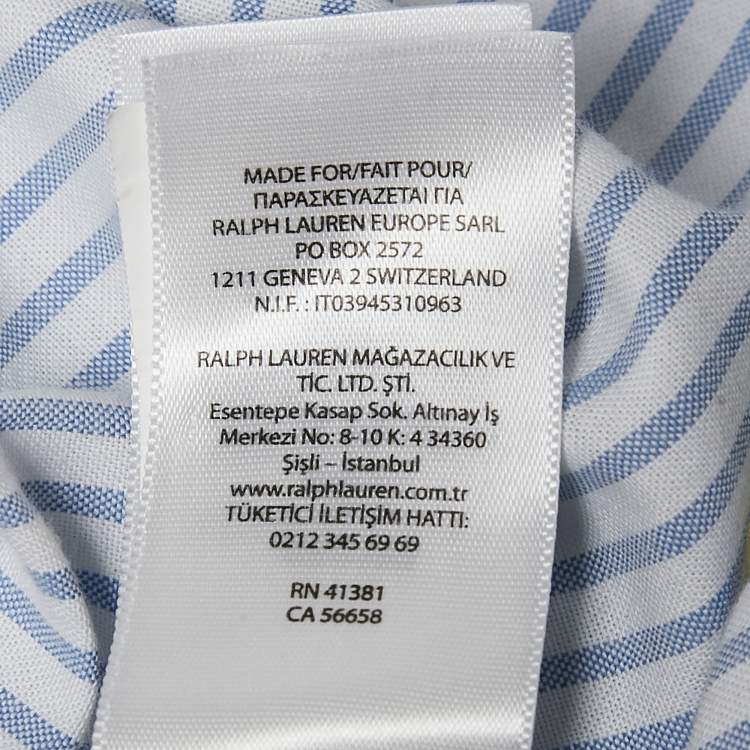 MADE FOR/FAIT POUR/
ΠΑΡΑΣΚΕΥΑΖΕΤΑΙ ΓΙΑ
RALPH LAUREN EUROPE SARL
PO BOX 2572
1211 GENEVA 2 SWITZERLAND
N.I.F. : IT03945310963
RALPH LAUREN MAĞAZACILIK VE
TİC. LTD. ŞTİ.
Esentepe Kasap Sok. Altınay İş
Merkezi No: 8-10 K: 4 34360
Şişli – İstanbul
www.ralphlauren.com.tr
TÜKETİCİ İLETİŞİM HATTI:
0212 345 69 69
RN 41381
CA 56658